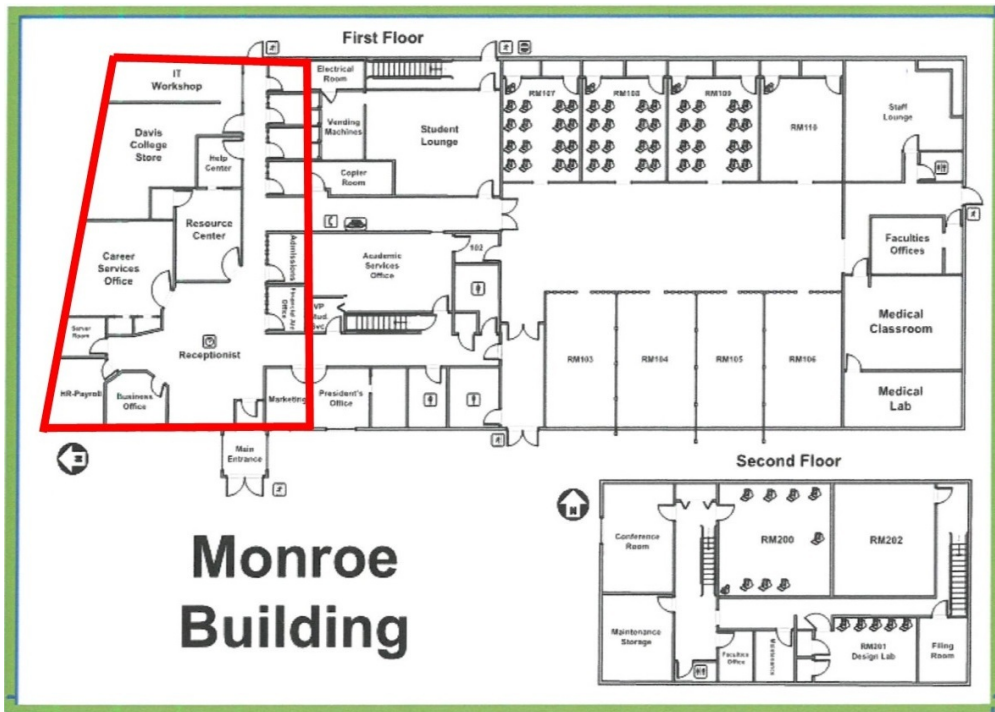 First Floor
IT
Workshop
Electrical
Room
Davis
College
Store
Help
Center
Vending
Machines
Student
Lounge
Copier
Room
RM107
RM108
RM109
RM110
Staff
Lounge
Resource
Center
Career
Services
Office
Admissions
Academic
Services
Office
102
Faculties
Offices
Financial
Office
VP
Receptionist
Room
HR-Payroll
Business
Office
Marketing
President's
Office
RM103
RM104
RM105
RM106
Medical
Classroom
Medical
Lab
Main
Entrance
N
Monroe
Building
Second Floor
N
Conference
Room
RM200
RM202
Maintenance
Storage
Faculties
Office
Maintenance
RM201
Design Lab
Filing
Room